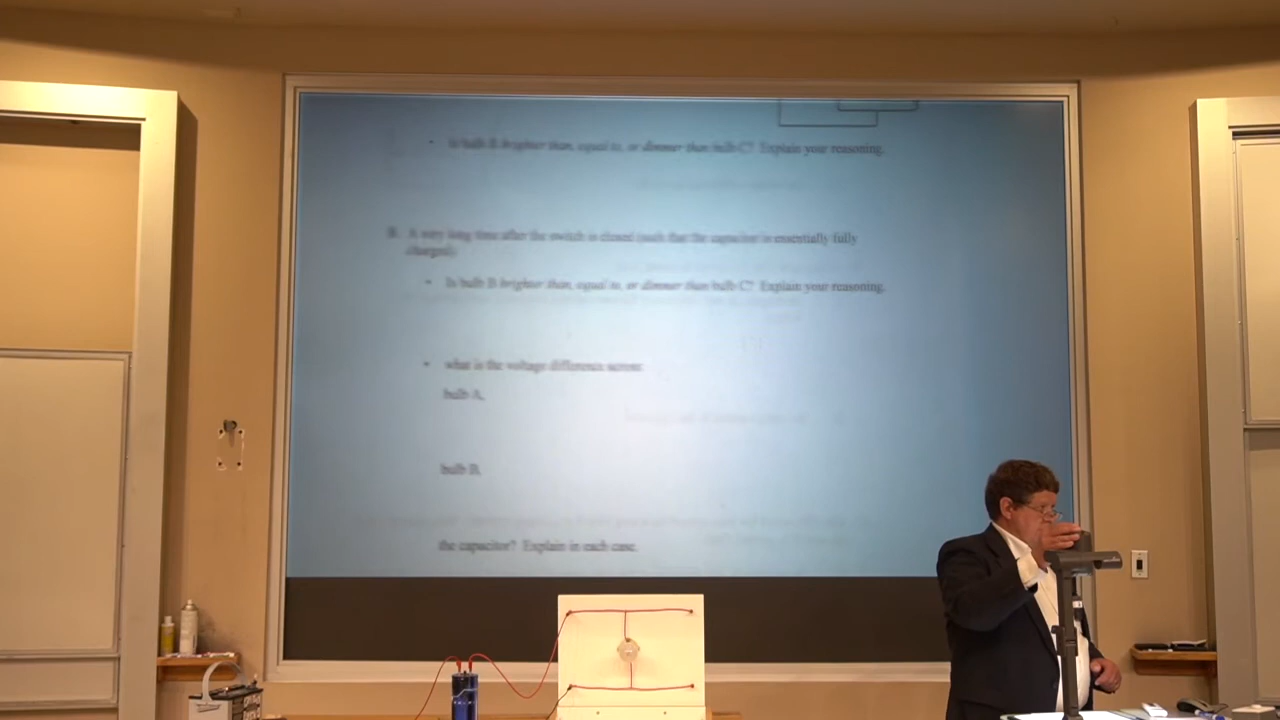 • Is bulb B brighter than, equal to, or dimmer than bulb C? Explain your reasoning.
B. A very long time after the switch is closed (such that the capacitor is essentially fully
charged):
• Is bulb B brighter than, equal to, or dimmer than bulb C? Explain your reasoning.
• what is the voltage difference across:
bulb A,
bulb B,
the capacitor? Explain in each case.